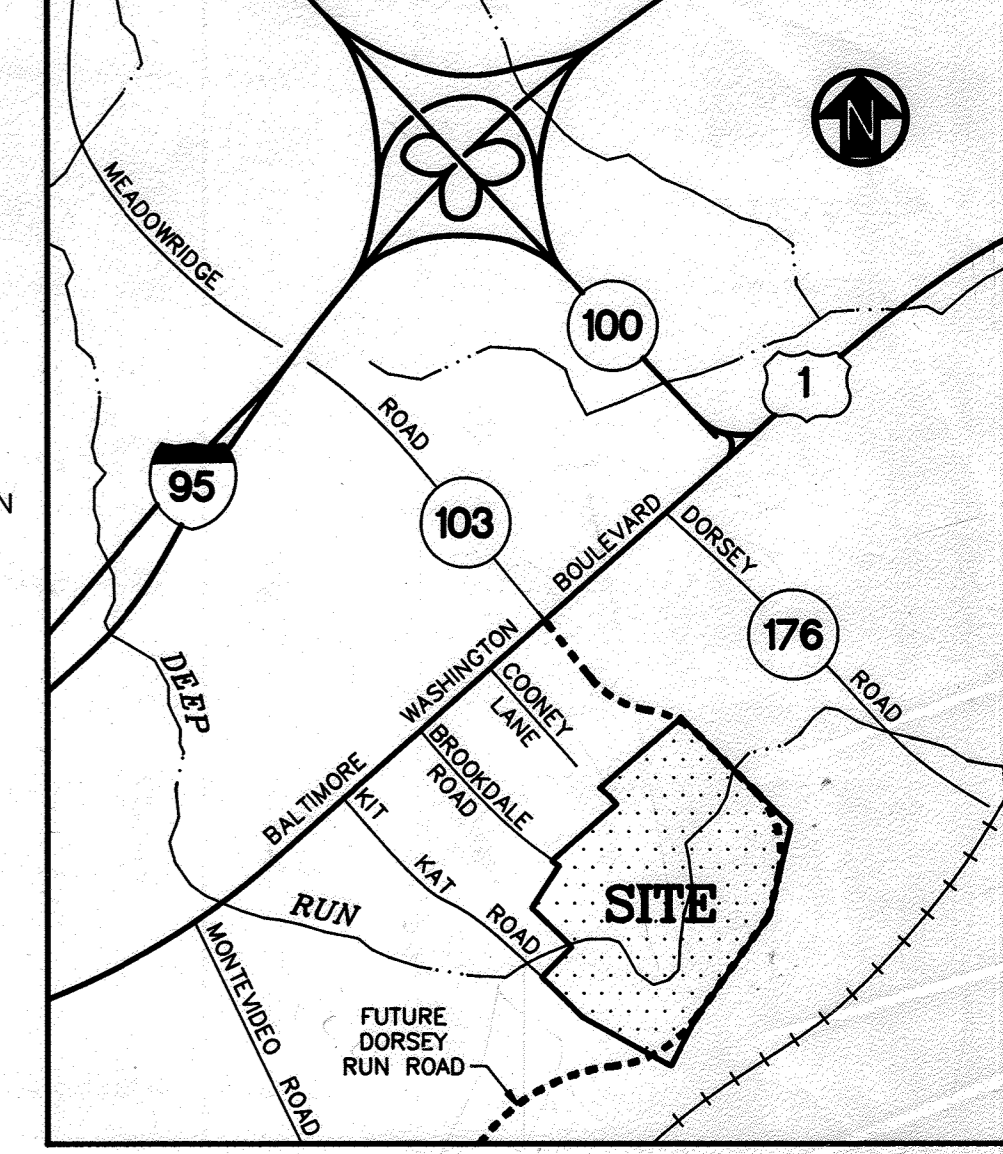 N
MEADOWRIDGE
ROAD
100
1
95
103
BOULEVARD
DORSEY
176
ROAD
WASHINGTON
COONEY
LANE
DEEP
BROOKDALE
ROAD
BALTIMORE
KIT
KAT
ROAD
SITE
RUN
MONTEVIDEO ROAD
FUTURE
DORSEY
RUN ROAD